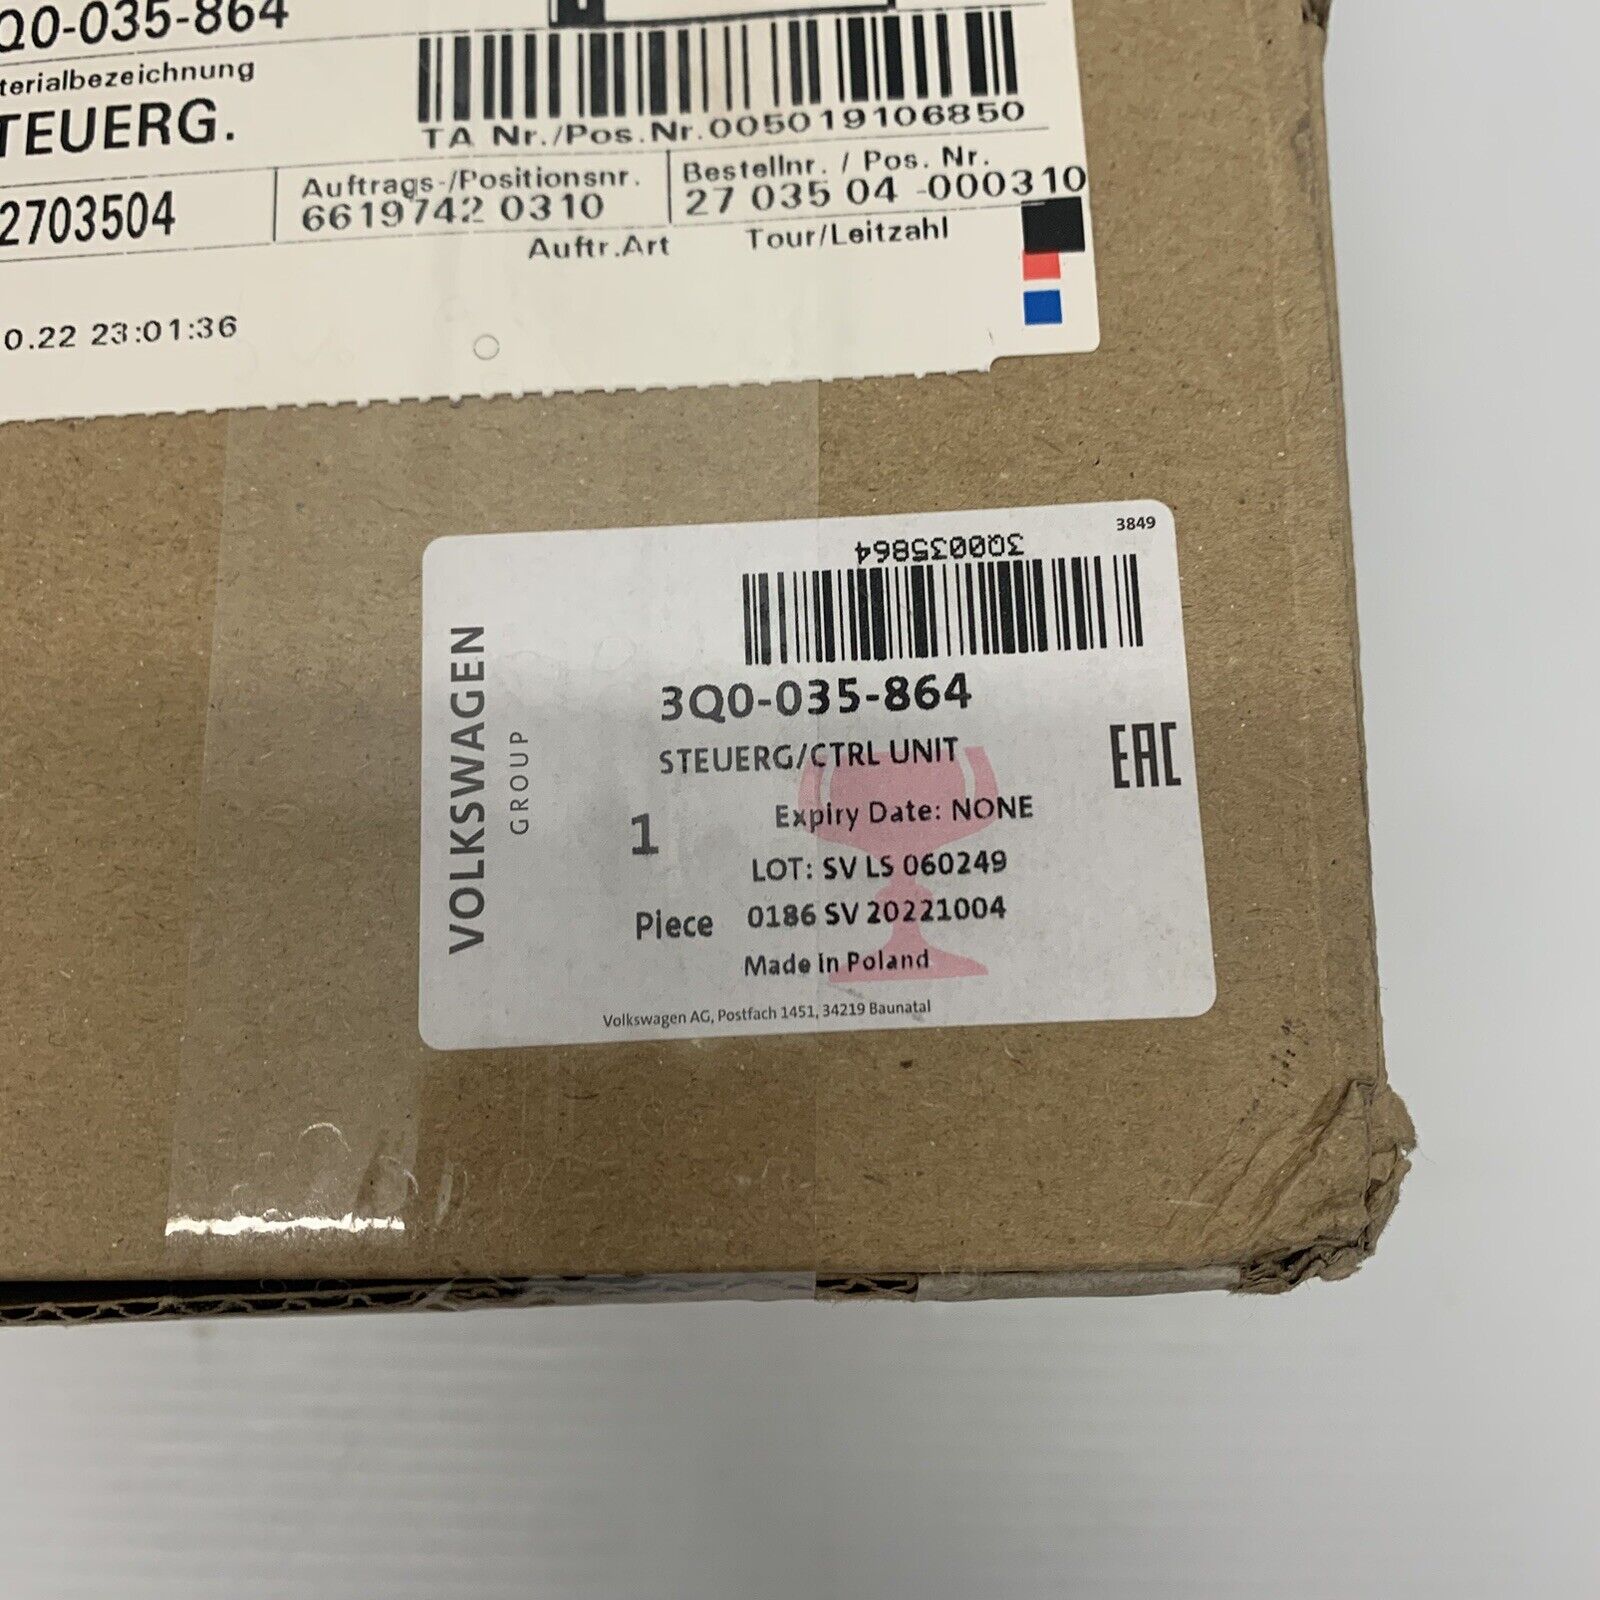 Q0-035-864
terialbezeichnung
TEUERG.
TA Nr./Pos.Nr.005019106850
2703504
Auftrags-/Positionsnr.
66197420310
Bestellnr. / Pos. Nr.
27 035 04 -000310
Auftr.Art
Tour/Leitzahl
0.22 23:01:36
3849
3Q0035864
3Q0-035-864
STEUERG/CTRL UNIT
EAC
VOLKSWAGEN
GROUP
1
Piece
Expiry Date: NONE
LOT: SV LS 060249
0186 SV 20221004
Made in Poland
Volkswagen AG, Postfach 1451, 34219 Baunatal